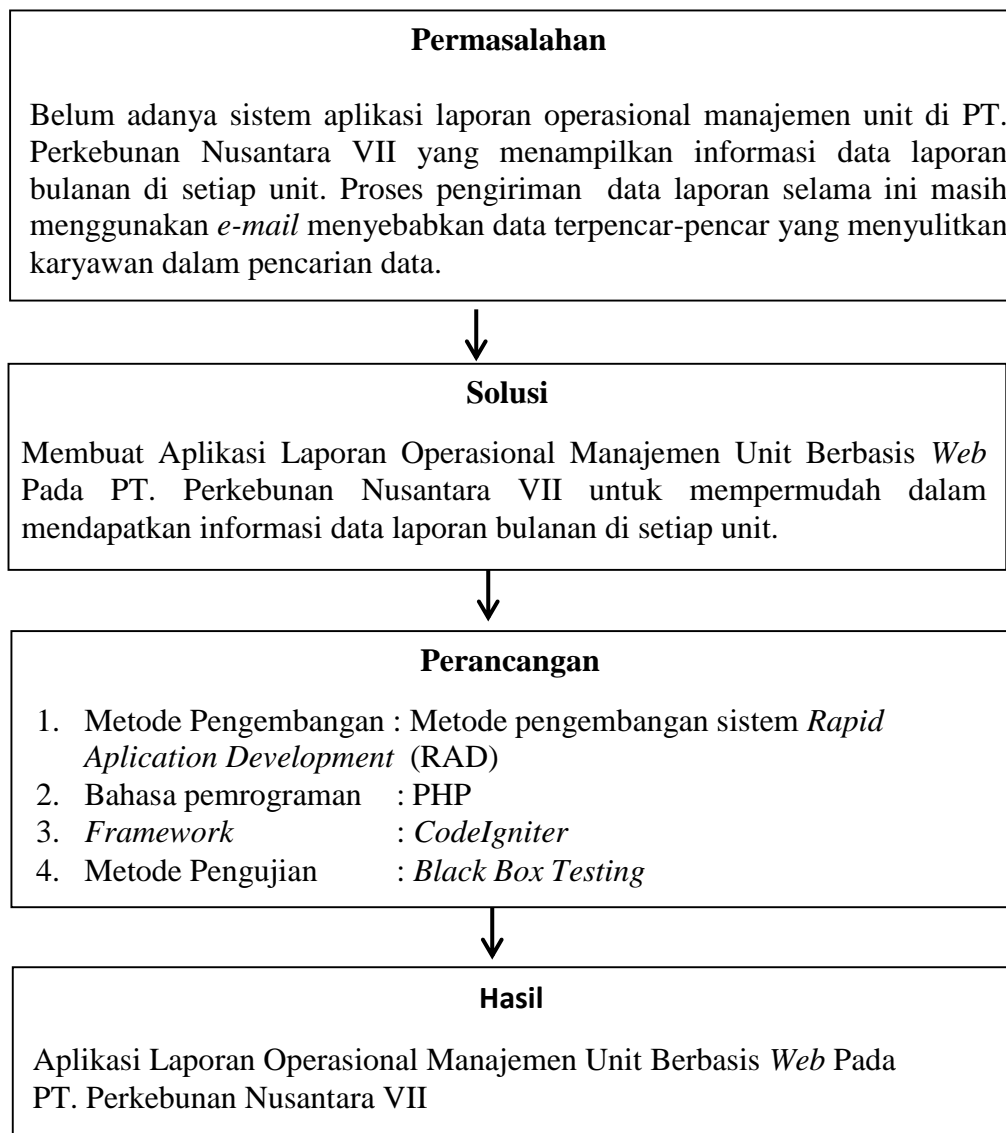 Permasalahan
Belum adanya sistem aplikasi laporan operasional manajemen unit di PT.
Perkebunan Nusantara VII yang menampilkan informasi data laporan
bulanan di setiap unit. Proses pengiriman data laporan selama ini masih
menggunakan e-mail menyebabkan data terpencar-pencar yang menyulitkan
karyawan dalam pencarian data.
Solusi
Membuat Aplikasi Laporan Operasional Manajemen Unit Berbasis Web
Pada PT. Perkebunan Nusantara VII untuk mempermudah dalam
mendapatkan informasi data laporan bulanan di setiap unit.
Perancangan
1. Metode Pengembangan : Metode pengembangan sistem Rapid
Aplication Development (RAD)
2. Bahasa pemrograman : PHP
3. Framework : CodeIgniter
4. Metode Pengujian : Black Box Testing
Hasil
Aplikasi Laporan Operasional Manajemen Unit Berbasis Web Pada
PT. Perkebunan Nusantara VII